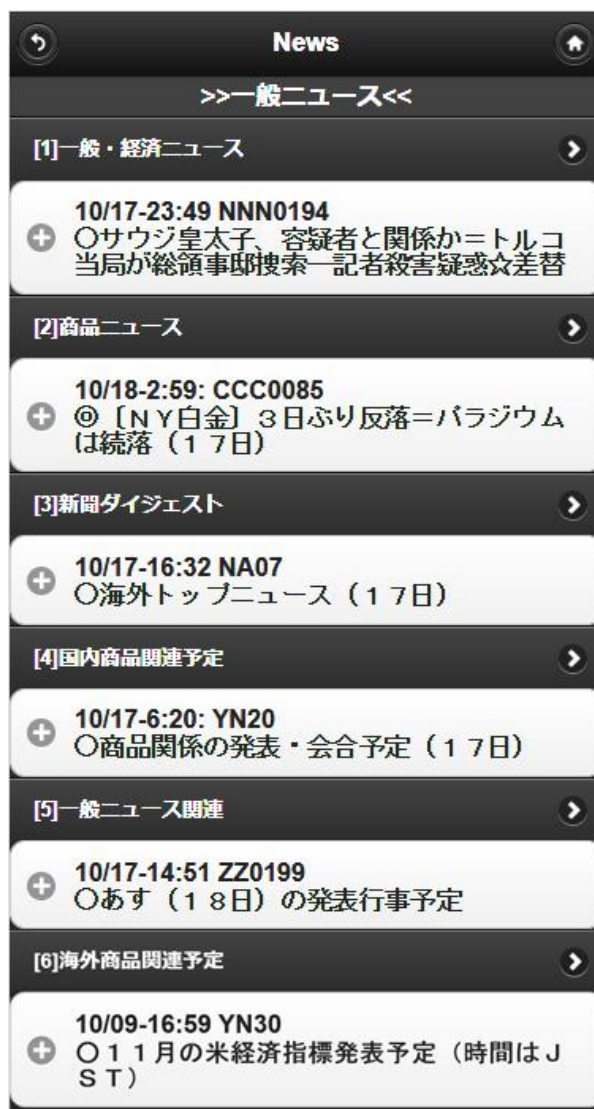 News
>>一般ニュース<<
[1]一般・経済ニュース
10/17-23:49 NNN0194
○サウジ皇太子、容疑者と関係か＝トルコ
当局が総領事邸捜索―記者殺害疑惑☆差替
[2]商品ニュース
10/18-2:59: CCC0085
◎〔ＮＹ白金〕３日ぶり反落＝パラジウム
は続落（１７日）
[3]新聞ダイジェスト
10/17-16:32 NA07
○海外トップニュース（１７日）
[4]国内商品関連予定
10/17-6:20: YN20
○商品関係の発表・会合予定（１７日）
[5]一般ニュース関連
10/17-14:51 ZZ0199
○あす（１８日）の発表行事予定
[6]海外商品関連予定
10/09-16:59 YN30
○１１月の米経済指標発表予定（時間はＪ
ＳＴ）